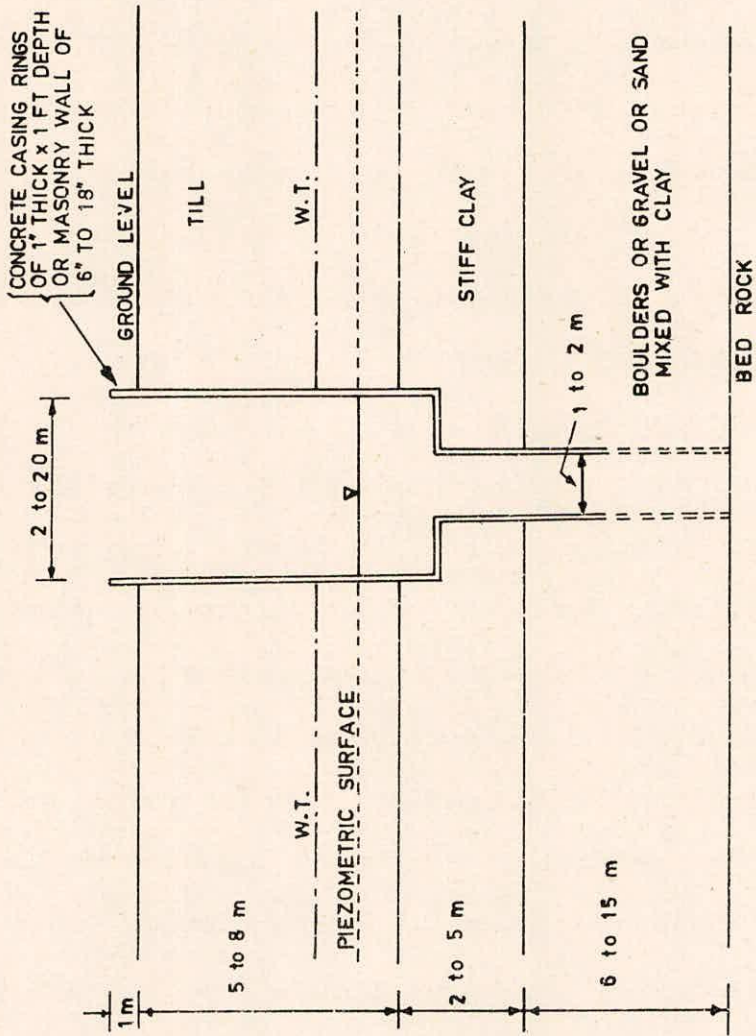 CONCRETE CASING RINGS
OF 1" THICK x 1 FT DEPTH
OR MASONRY WALL OF
6" TO 18" THICK
2 to 20 m
GROUND LEVEL
1 m
TILL
5 to 8 m
W.T.
W.T.
PIEZOMETRIC SURFACE
STIFF CLAY
2 to 5 m
1 to 2 m
BOULDERS OR GRAVEL OR SAND
MIXED WITH CLAY
6 to 15 m
BED ROCK